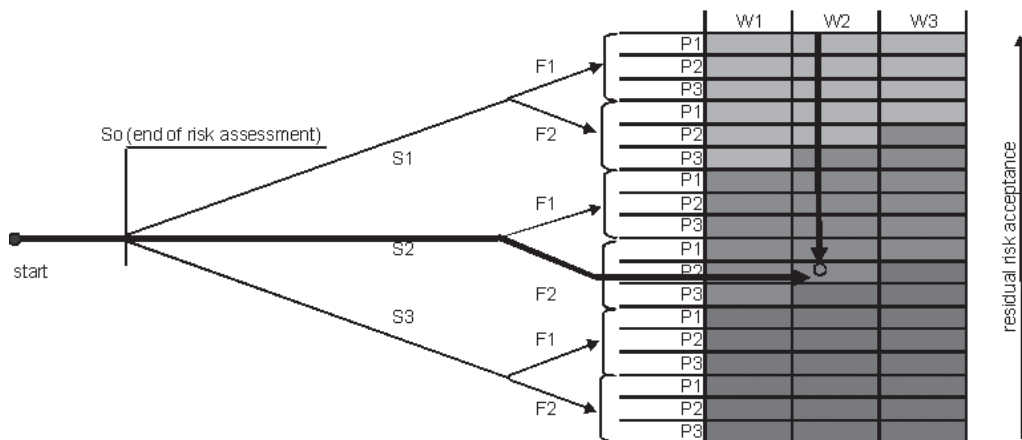 W1 W2 W3
P1
F1
P2
P3
P1
So (end of risk assessment)
F2
P2
S1
P3
P1
F1
P2
P3
S2
P1
start
P2
F2
P3
S3
P1
F1
P2
P3
P1
F2
P2
P3
residual risk acceptance